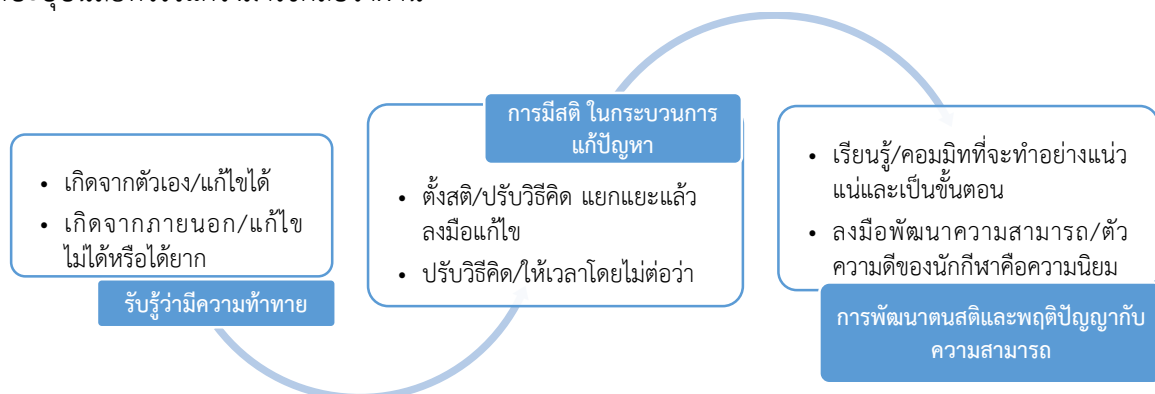 • เกิดจากตัวเอง/แก้ไขได้
• เกิดจากภายนอก/แก้ไข
ไม่ได้หรือได้ยาก
รับรู้ว่ามีความท้าทาย
การมีสติ ในกระบวนการ
แก้ปัญหา
• ตั้งสติ/ปรับวิธีคิด แยกแยะแล้ว
ลงมือแก้ไข
• ปรับวิธีคิด/ให้เวลาโดยไม่ต่อว่า
• เรียนรู้/คอมมิทที่จะทำอย่างแน่ว
แน่และเป็นขั้นตอน
• ลงมือพัฒนาความสามารถ/ตัว
ความดีของนักกีฬาคือความนิยม
การพัฒนาตนสติและพฤติปัญญากับ
ความสามารถ